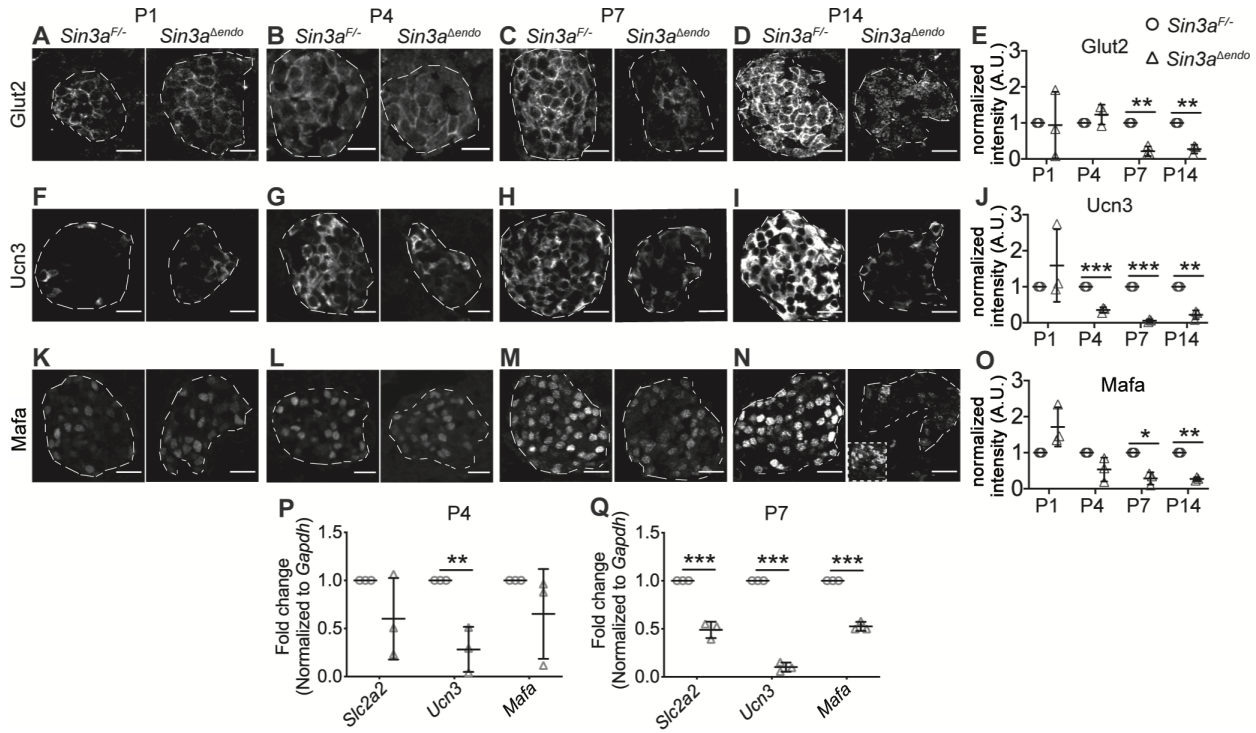 P1 P4 P7 P14
A Sin3aF/- Sin3aΔendo B Sin3aF/- Sin3aΔendo C Sin3aF/- Sin3aΔendo D Sin3aF/- Sin3aΔendo
Glut2
E
Glut2
Sin3aF/-
Sin3aΔendo
normalized
intensity (A.U.)
3
2
1
0
** **
P1 P4 P7 P14
F G H I
Ucn3
J
Ucn3
normalized
intensity (A.U.)
3
2
1
0
*** *** **
P1 P4 P7 P14
K L M N
Mafa
O
Mafa
normalized
intensity (A.U.)
3
2
1
0
* **
P1 P4 P7 P14
P
P4
Fold change
(Normalized to Gapdh)
1.5
1.0
0.5
0.0
**
Slc2a2 Ucn3 Mafa
Q
P7
Fold change
(Normalized to Gapdh)
1.5
1.0
0.5
0.0
*** *** ***
Slc2a2 Ucn3 Mafa